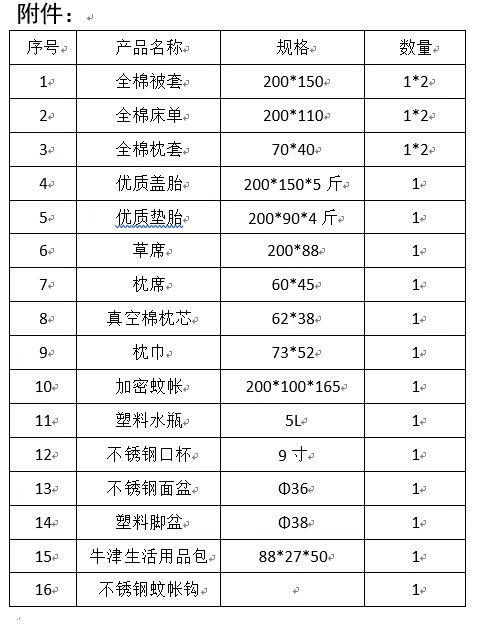 附件：
序号 产品名称 规格 数量
1 全棉被套 200*150 1*2
2 全棉床单 200*110 1*2
3 全棉枕套 70*40 1*2
4 优质盖胎 200*150*5 斤 1
5 优质垫胎 200*90*4 斤 1
6 草席 200*88 1
7 枕席 60*45 1
8 真空棉枕芯 62*38 1
9 枕巾 73*52 1
10 加密蚊帐 200*100*165 1
11 塑料水瓶 5L 1
12 不锈钢口杯 9 寸 1
13 不锈钢面盆 Φ36 1
14 塑料脚盆 Φ38 1
15 牛津生活用品包 88*27*50 1
16 不锈钢蚊帐钩 1